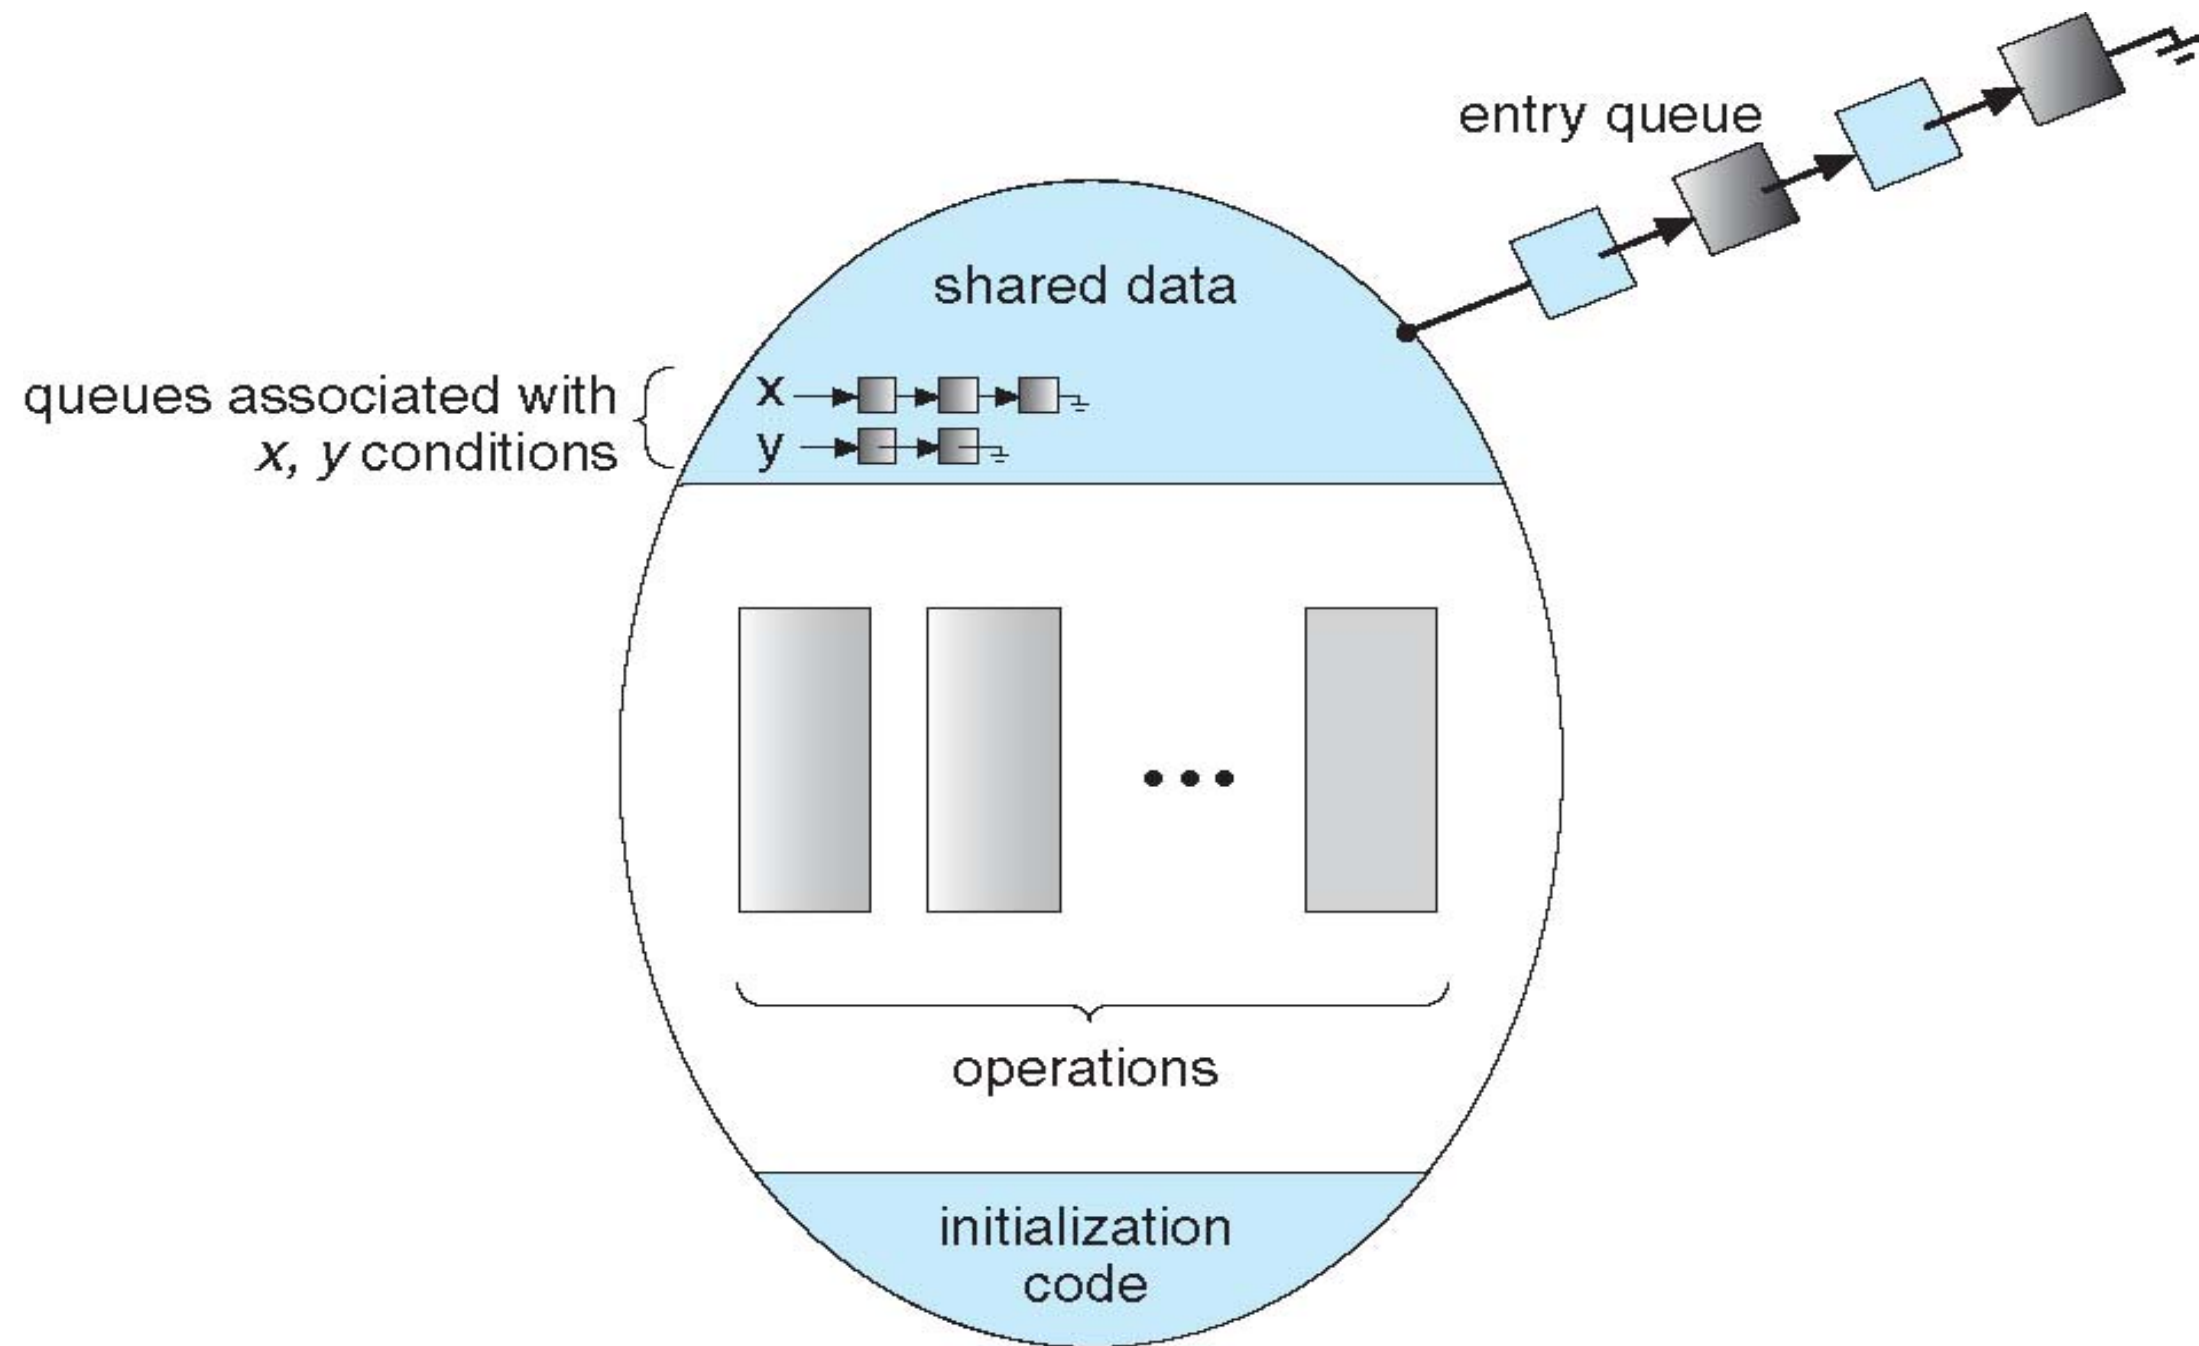 entry queue
shared data
queues associated with
x, y conditions
x
y
operations
initialization
code